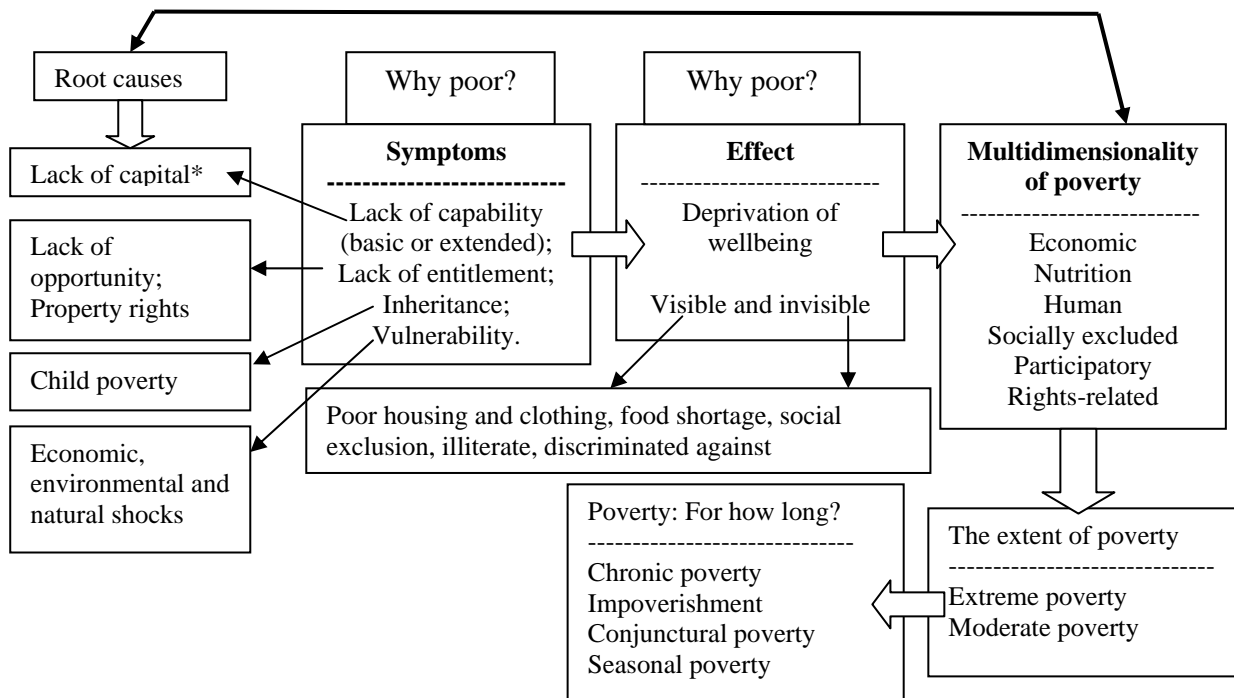 Root causes
Lack of capital*
Lack of
opportunity;
Property rights
Child poverty
Economic,
environmental and
natural shocks
Why poor?
Symptoms
Lack of capability
(basic or extended);
Lack of entitlement;
Inheritance;
Vulnerability.
Why poor?
Effect
Deprivation of
wellbeing
Visible and invisible
Poor housing and clothing, food shortage, social
exclusion, illiterate, discriminated against
Multidimensionality
of poverty
Economic
Nutrition
Human
Socially excluded
Participatory
Rights-related
The extent of poverty
Extreme poverty
Moderate poverty
Poverty: For how long?
Chronic poverty
Impoverishment
Conjunctural poverty
Seasonal poverty